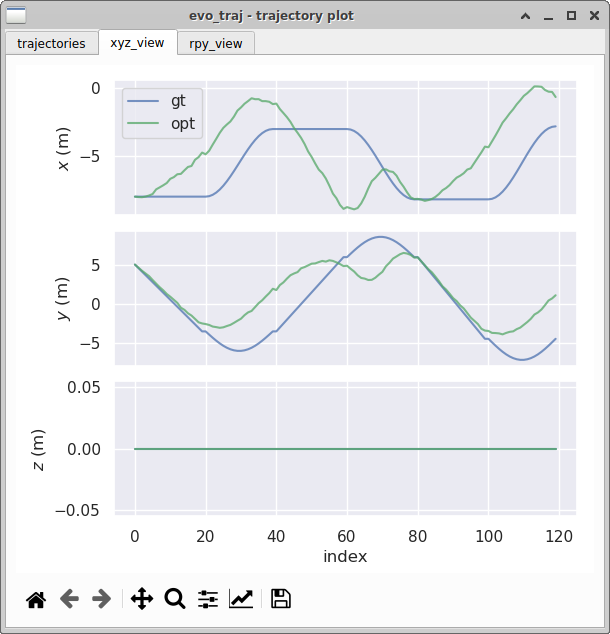 evo_traj - trajectory plot
trajectories xyz_view rpy_view
gt
opt
0
−5
x (m)
5
0
−5
y (m)
0.05
0.00
−0.05
z (m)
0 20 40 60 80 100 120
index